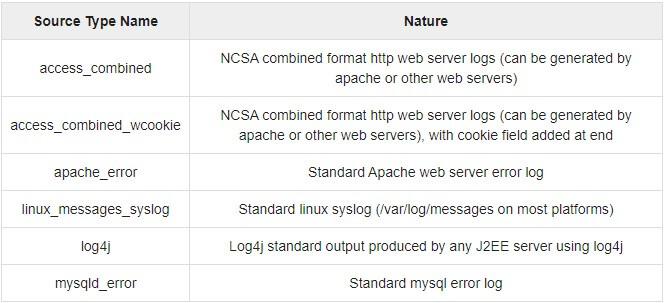 Source Type Name Nature
access_combined NCSA combined format http web server logs (can be generated by
apache or other web servers)
access_combined_wcookie NCSA combined format http web server logs (can be generated by
apache or other web servers), with cookie field added at end
apache_error Standard Apache web server error log
linux_messages_syslog Standard linux syslog (/var/log/messages on most platforms)
log4j Log4j standard output produced by any J2EE server using log4j
mysqld_error Standard mysql error log